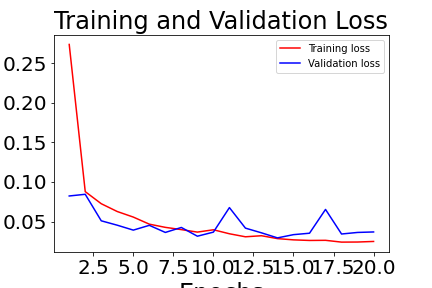 Training and Validation Loss
Training loss
Validation loss
0.25
0.20
0.15
0.10
0.05
2.5 5.0 7.5 10.0 12.5 15.0 17.5 20.0
Epochs